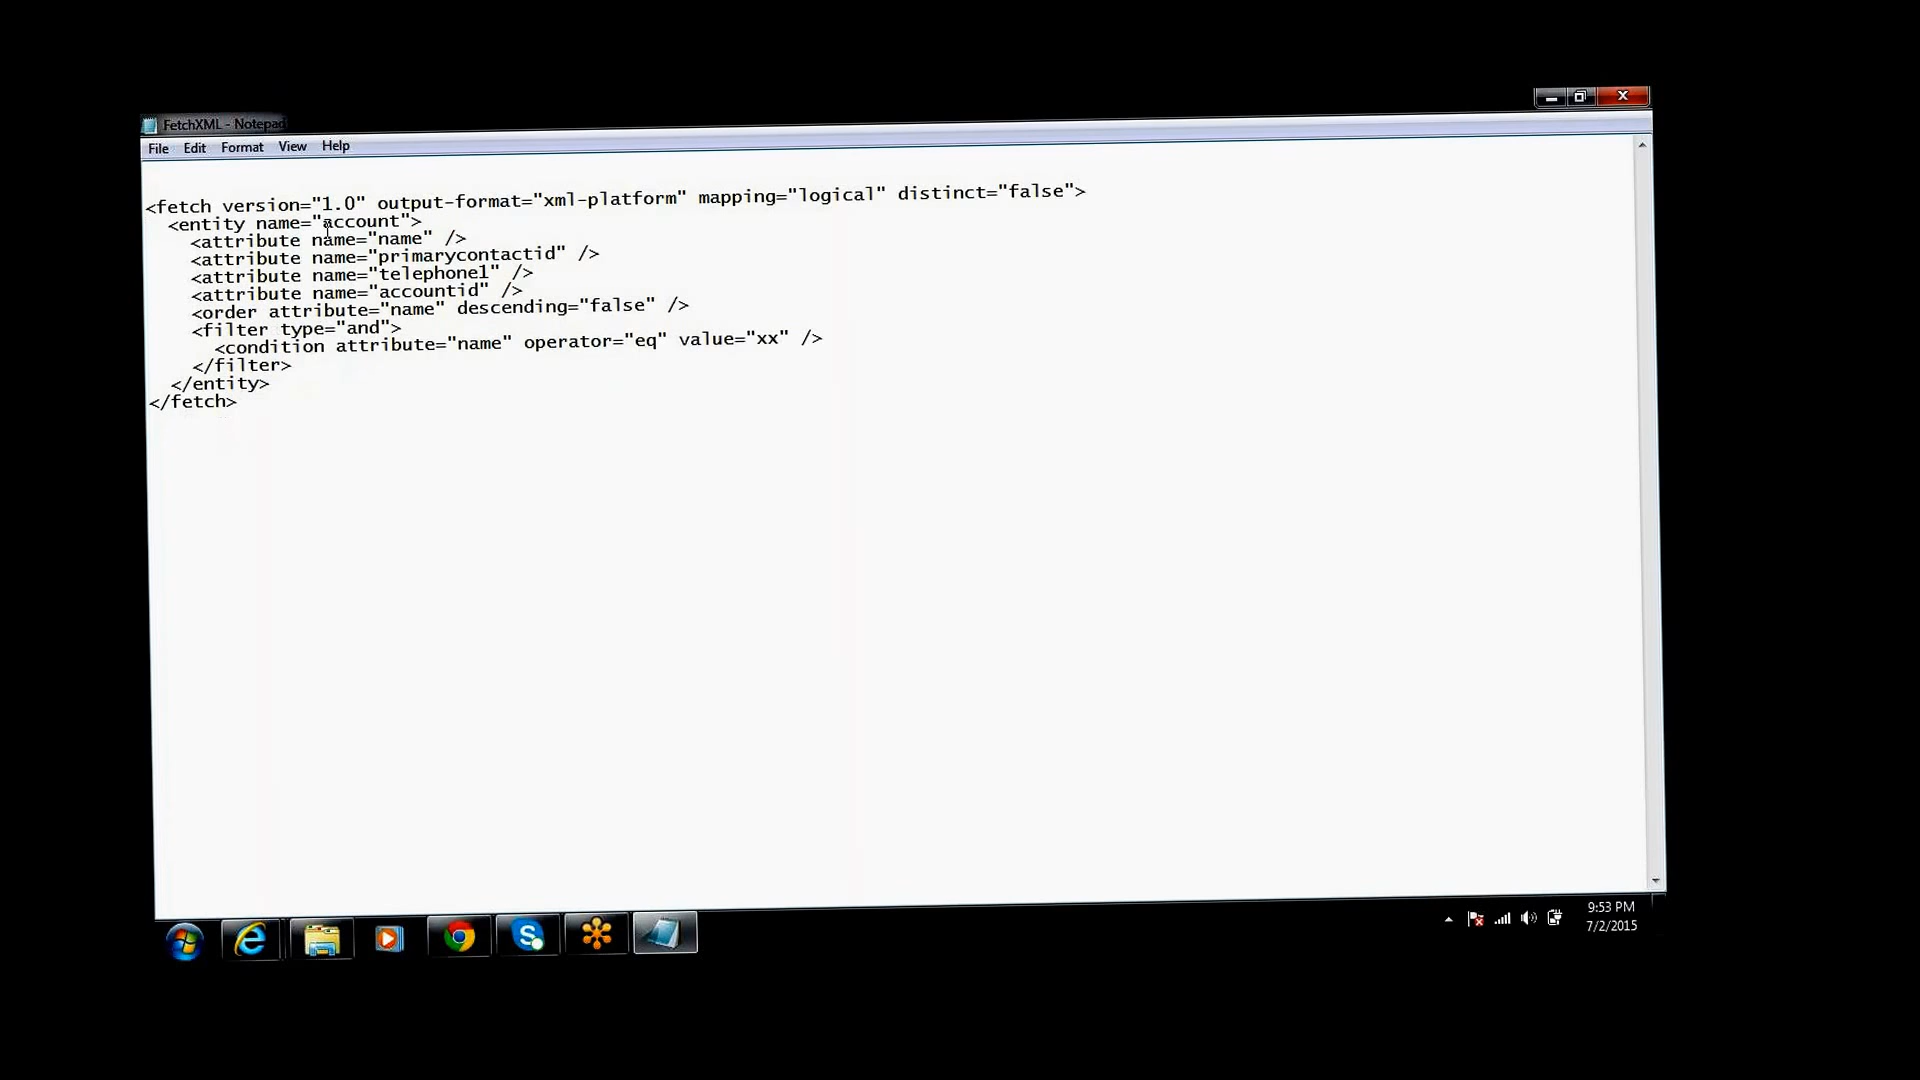 FetchXML - Notepad
File Edit Format View Help
<fetch version="1.0" output-format="xml-platform" mapping="logical" distinct="false">
<entity name="account">
<attribute name="name" />
<attribute name="primarycontactid" />
<attribute name="telephone1" />
<attribute name="accountid" />
<order attribute="name" descending="false" />
<filter type="and">
<condition attribute="name" operator="eq" value="xx" />
</filter>
</entity>
</fetch>
9:53 PM
7/2/2015